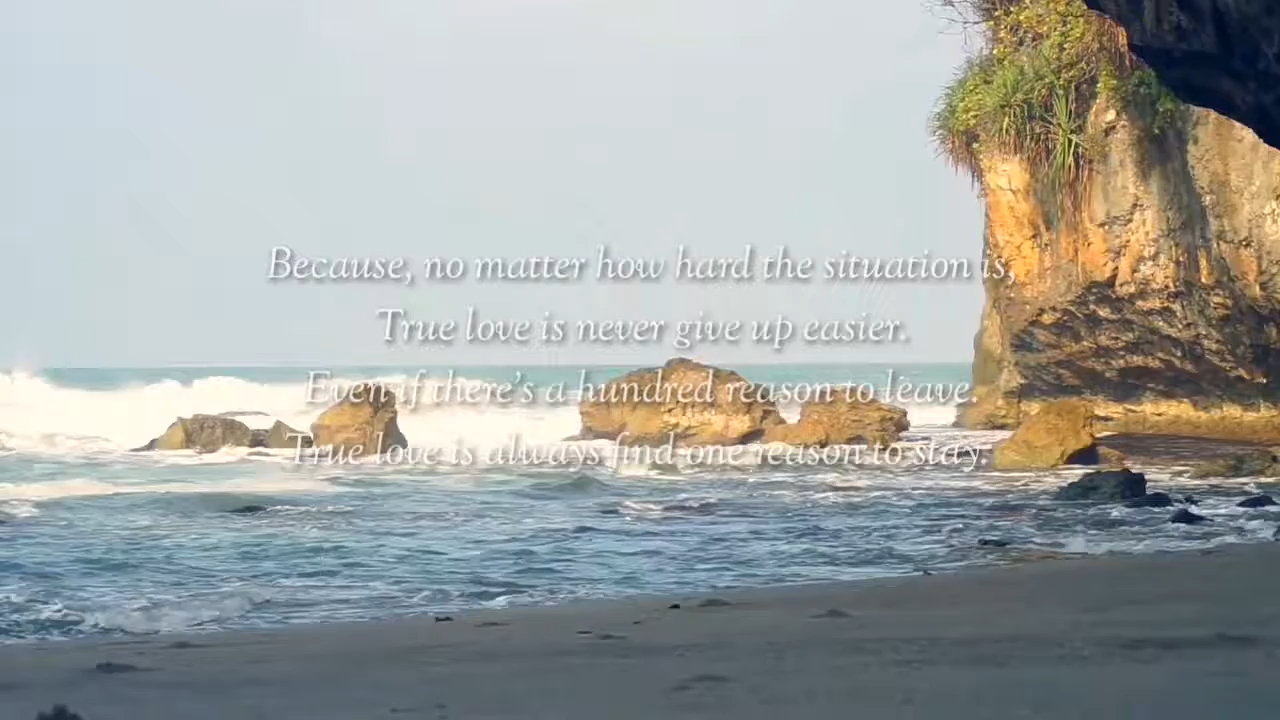 Because, no matter how hard the situation is,
True love is never give up easier.
Even if there's a hundred reason to leave.
True love is always find one reason to stay.